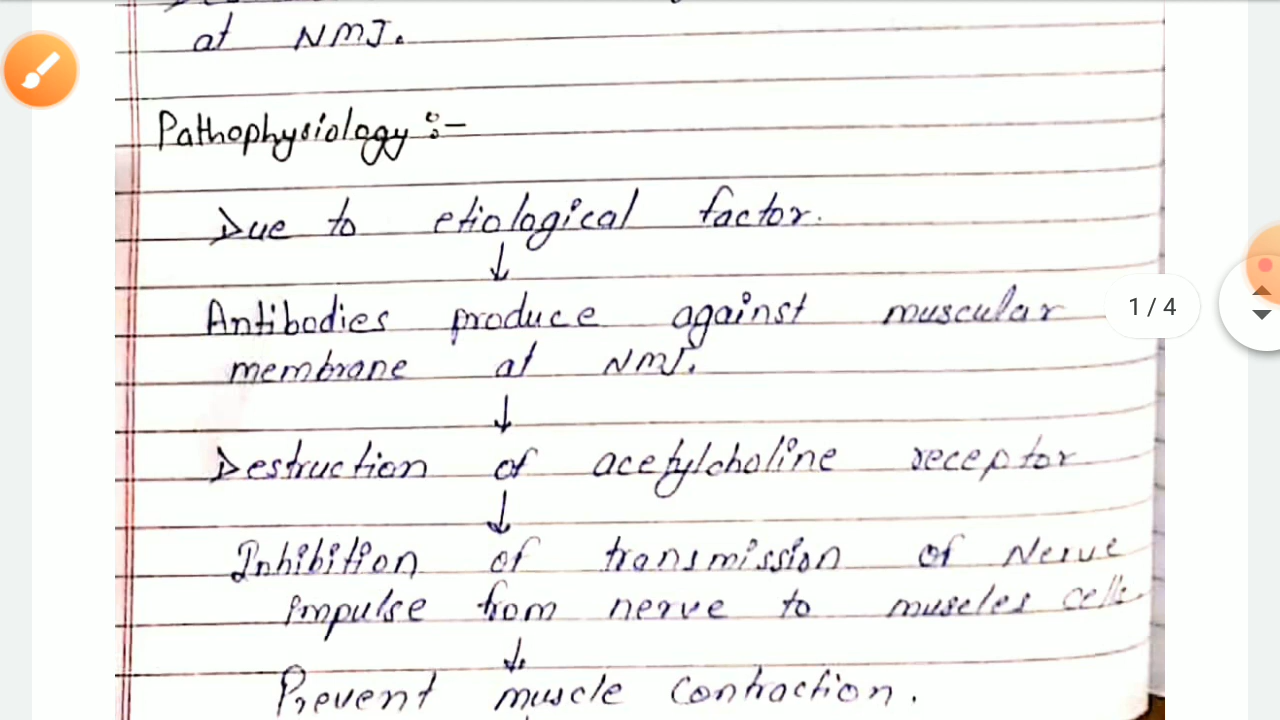 at NMJ.
Pathophysiology :-
Due to etiological factor.
↓
Antibodies produce against muscular
membrane at NMJ.
↓
Destruction of acetylcholine receptor
↓
Inhibition of transmission of Nerve
impulse from nerve to muscles cells
↓
Prevent muscle contraction.
1 / 4